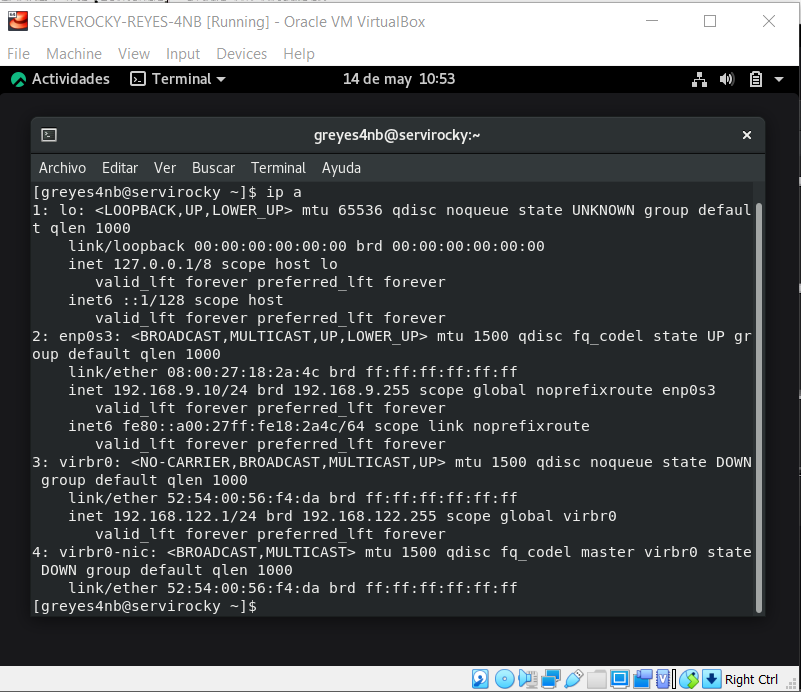 SERVEROCKY-REYES-4NB [Running] - Oracle VM VirtualBox
File Machine View Input Devices Help
Actividades Terminal 14 de may 10:53
greyes4nb@servirocky:~
Archivo Editar Ver Buscar Terminal Ayuda
[greyes4nb@servirocky ~]$ ip a
1: lo: <LOOPBACK,UP,LOWER_UP> mtu 65536 qdisc noqueue state UNKNOWN group defaul
t qlen 1000
    link/loopback 00:00:00:00:00:00 brd 00:00:00:00:00:00
    inet 127.0.0.1/8 scope host lo
       valid_lft forever preferred_lft forever
    inet6 ::1/128 scope host
       valid_lft forever preferred_lft forever
2: enp0s3: <BROADCAST,MULTICAST,UP,LOWER_UP> mtu 1500 qdisc fq_codel state UP gr
oup default qlen 1000
    link/ether 08:00:27:18:2a:4c brd ff:ff:ff:ff:ff:ff
    inet 192.168.9.10/24 brd 192.168.9.255 scope global noprefixroute enp0s3
       valid_lft forever preferred_lft forever
    inet6 fe80::a00:27ff:fe18:2a4c/64 scope link noprefixroute
       valid_lft forever preferred_lft forever
3: virbr0: <NO-CARRIER,BROADCAST,MULTICAST,UP> mtu 1500 qdisc noqueue state DOWN
 group default qlen 1000
    link/ether 52:54:00:56:f4:da brd ff:ff:ff:ff:ff:ff
    inet 192.168.122.1/24 brd 192.168.122.255 scope global virbr0
       valid_lft forever preferred_lft forever
4: virbr0-nic: <BROADCAST,MULTICAST> mtu 1500 qdisc fq_codel master virbr0 state
 DOWN group default qlen 1000
    link/ether 52:54:00:56:f4:da brd ff:ff:ff:ff:ff:ff
[greyes4nb@servirocky ~]$
Right Ctrl